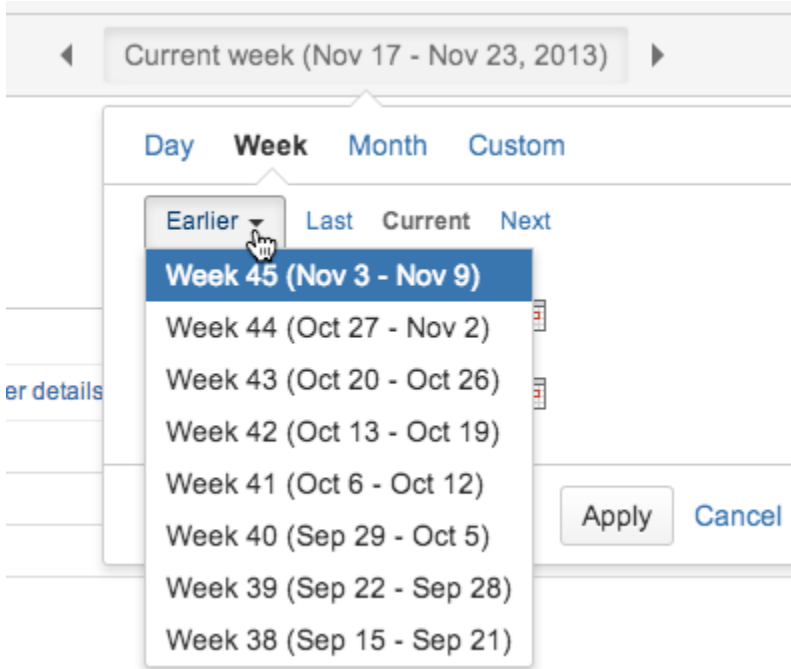 Current week (Nov 17 - Nov 23, 2013)
Day Week Month Custom
Earlier Last Current Next
Week 45 (Nov 3 - Nov 9)
Week 44 (Oct 27 - Nov 2)
er details
Week 43 (Oct 20 - Oct 26)
Week 42 (Oct 13 - Oct 19)
Week 41 (Oct 6 - Oct 12)
Apply Cancel
Week 40 (Sep 29 - Oct 5)
Week 39 (Sep 22 - Sep 28)
Week 38 (Sep 15 - Sep 21)